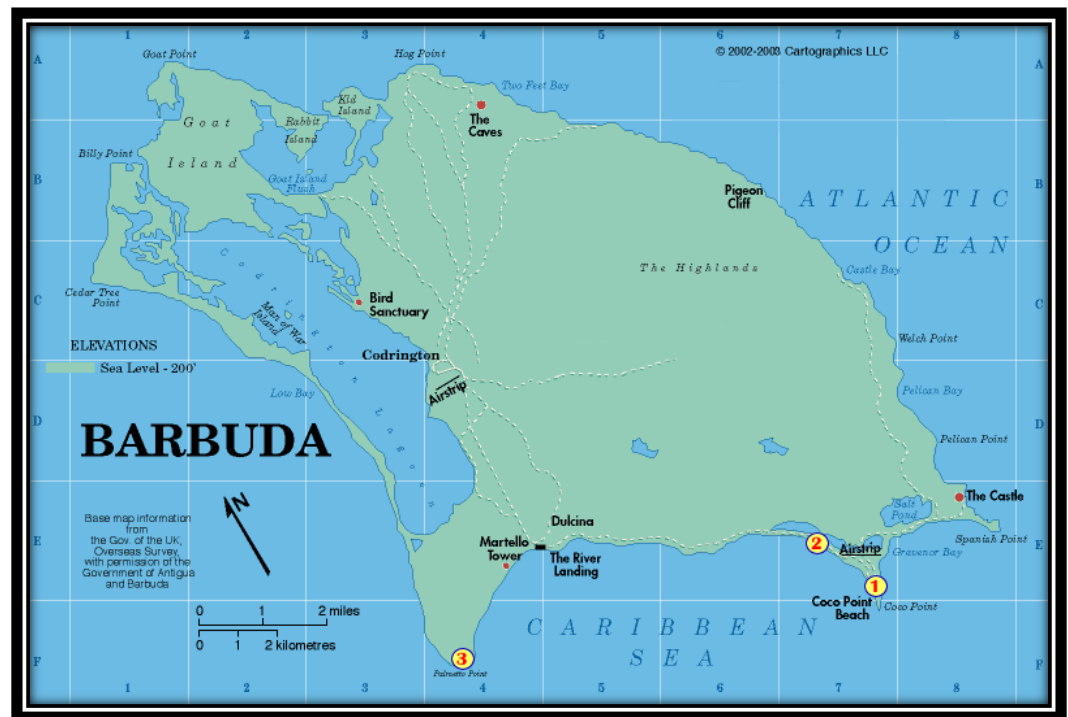 1 2 3 4 5 6 7 8
© 2002-2003 Cartographics LLC
A
A
Goat Point
Hog Point
Two Feet Bay
Kid
Island
The
Caves
Rabbit
Island
Goat
Island
Billy Point
B
B
Goat Island
Flush
Pigeon
Cliff
ATLANTIC
OCEAN
The Highlands
Castle Bay
Codrington Lagoon
C
C
Cedar Tree
Point
Bird
Sanctuary
Man of War
Island
Welch Point
ELEVATIONS
Sea Level - 200'
Codrington
Airstrip
Low Bay
Pelican Bay
D
D
BARBUDA
Pelican Point
N
The Castle
Salt
Pond
Base map information
from
the Gov. of the UK,
Overseas Survey,
with permission of the
Government of Antigua
and Barbuda
Dulcina
E
E
Martello
Tower
The River
Landing
2
Airstrip
Gravenor Bay
Spanish Point
1
Coco Point
Beach
Coco Point
0 1 2 miles
0 1 2 kilometres
CARIBBEAN
SEA
F
F
3
Palmetto Point
1 2 3 4 5 6 7 8